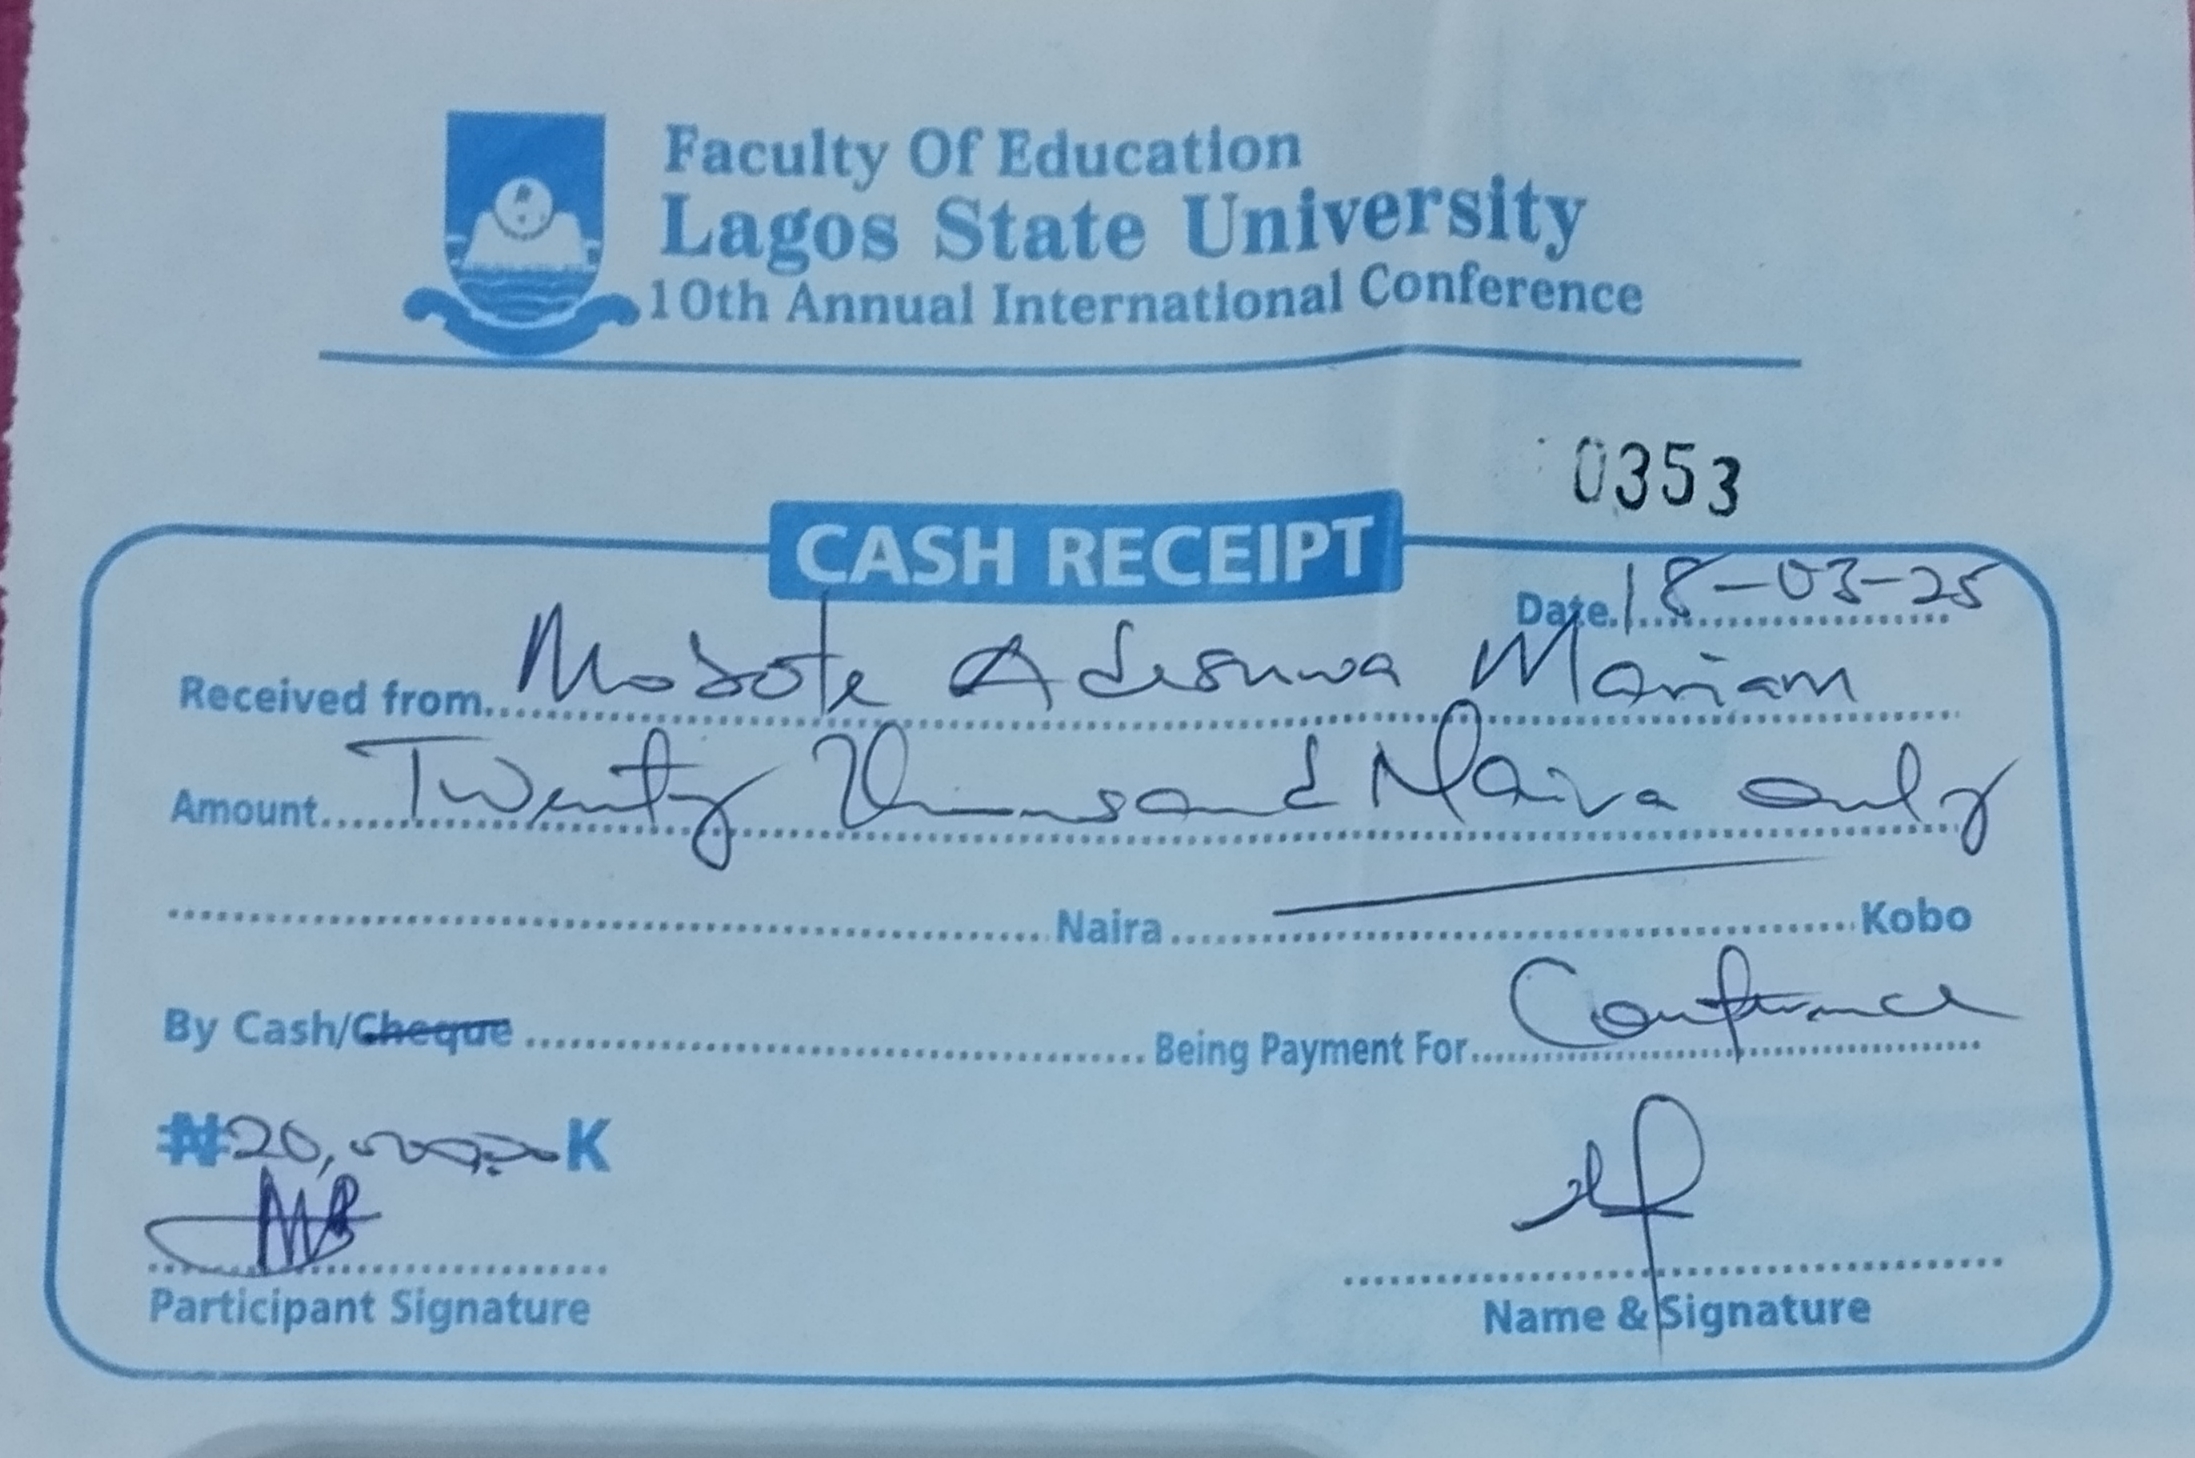 Faculty Of Education
Lagos State University
10th Annual International Conference
0353
CASH RECEIPT
Date 18-03-25
Received from Mobote Adesuwa Mariam
Amount Twenty Thousand Naira only
Naira Kobo
By Cash/Cheque Being Payment For Conference
₦20,000.00 K
Participant Signature
Name & Signature